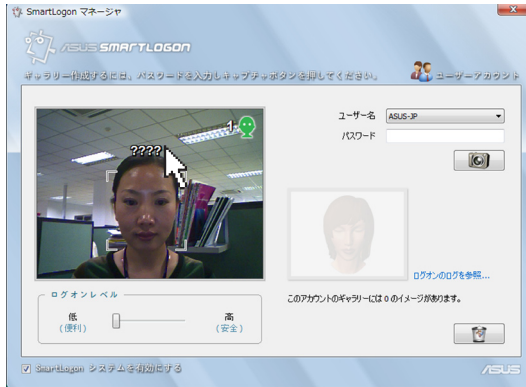 SmartLogon マネージャ
ASUS SMARTLOGON
ギャラリー作成するには、パスワードを入力しキャプチャボタンを押してください。
ユーザーアカウント
ユーザー名 ASUS-JP
パスワード
1
????
ログオンのログを参照...
このアカウントのギャラリーには 0 のイメージがあります。
ログオンレベル
低 高
(便利) (安全)
SmartLogon システムを有効にする
ASUS